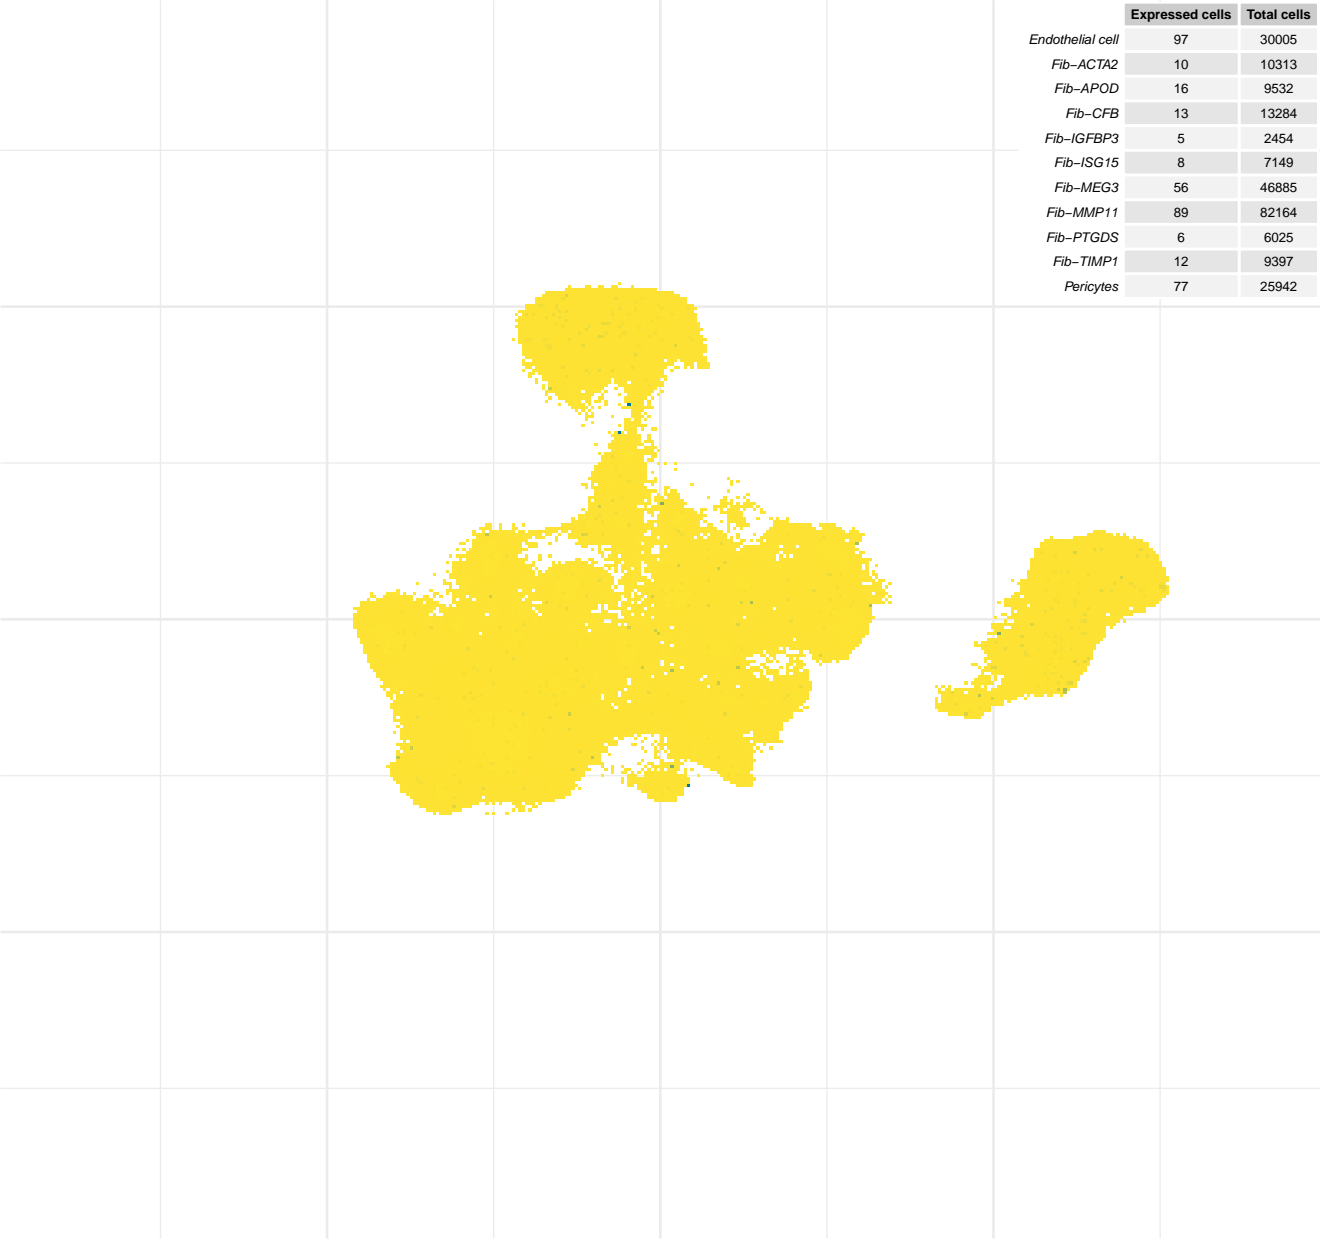 Expressed cells Total cells
Endothelial cell 97 30005
Fib−ACTA2 10 10313
Fib−APOD 16 9532
Fib−CFB 13 13284
Fib−IGFBP3 5 2454
Fib−ISG15 8 7149
Fib−MEG3 56 46885
Fib−MMP11 89 82164
Fib−PTGDS 6 6025
Fib−TIMP1 12 9397
Pericytes 77 25942